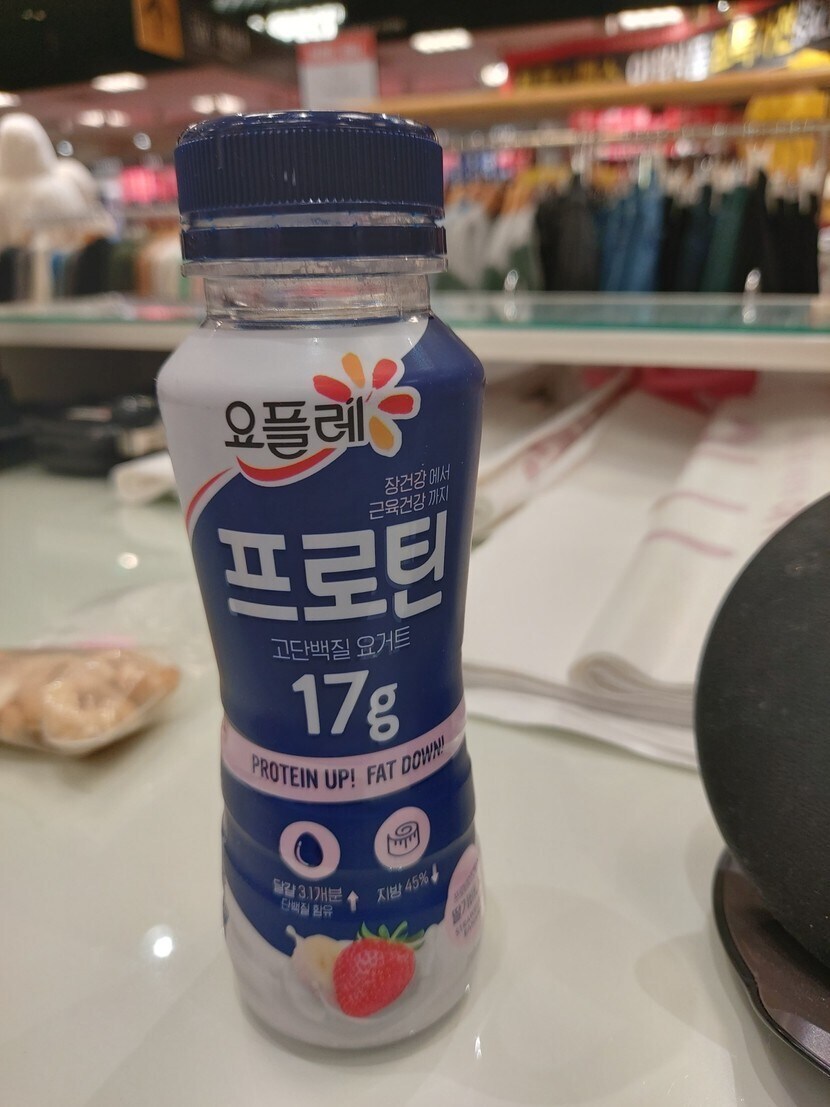 요플레
장건강 에서
근육건강 까지
프로틴
고단백질 요거트
17g
PROTEIN UP! FAT DOWN!
달걀 3.1개분
단백질 함유
지방 45%